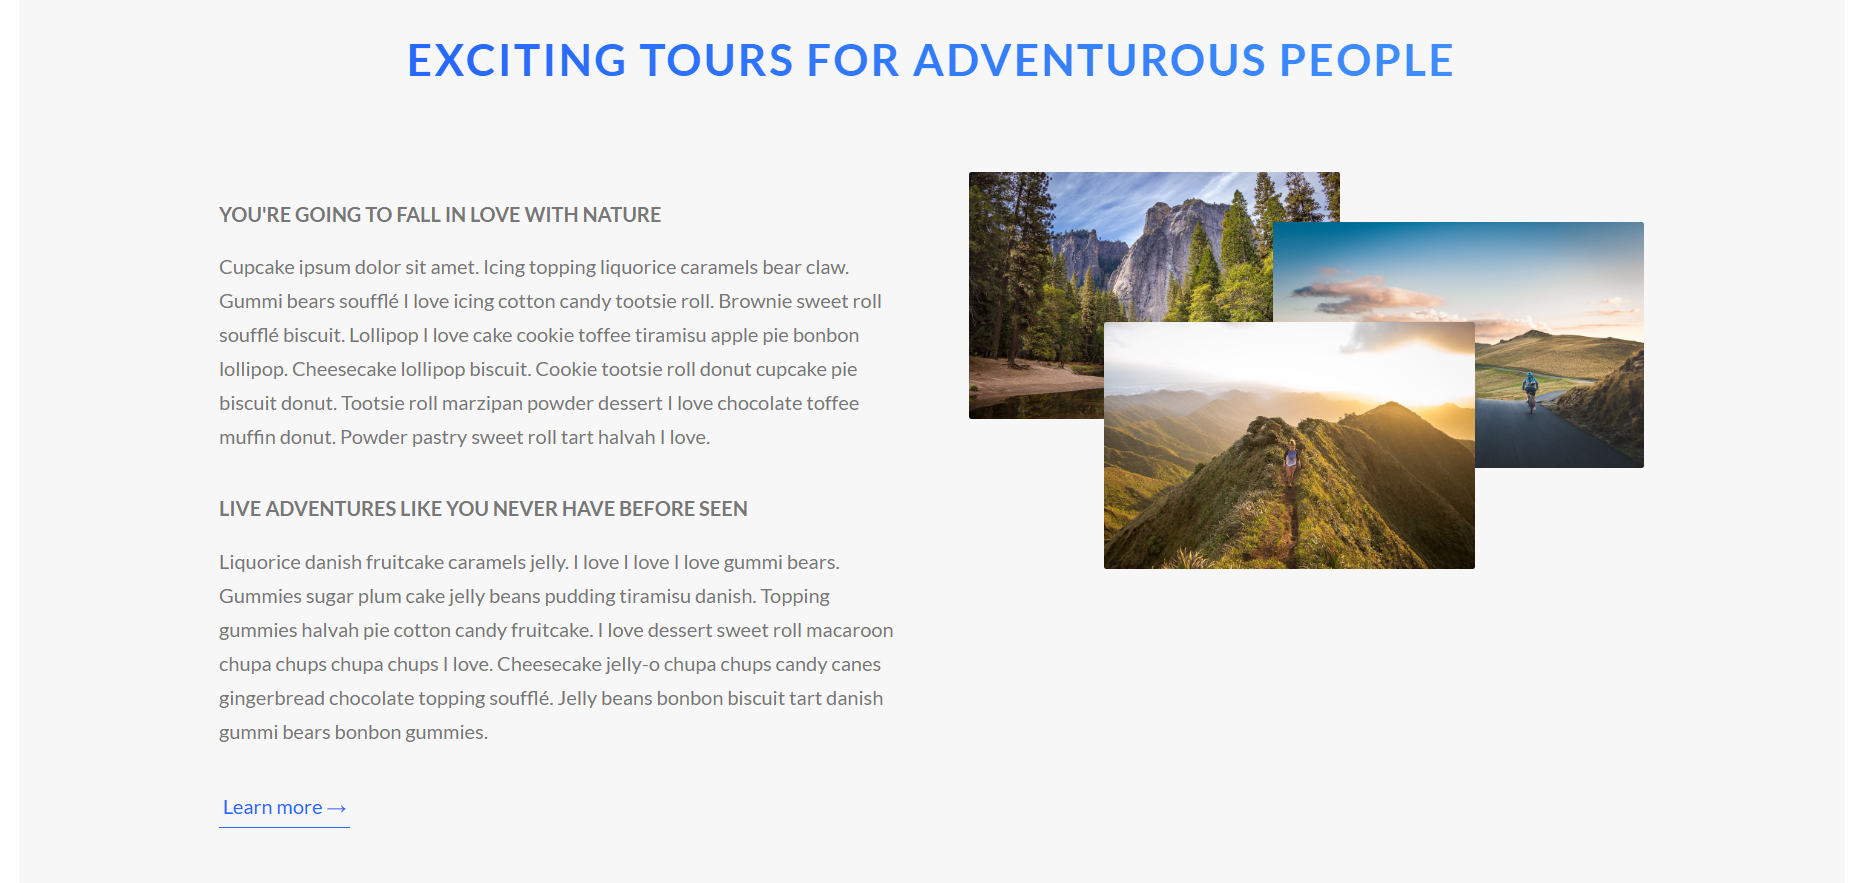 EXCITING TOURS FOR ADVENTUROUS PEOPLE
YOU'RE GOING TO FALL IN LOVE WITH NATURE
Cupcake ipsum dolor sit amet. Icing topping liquorice caramels bear claw.
Gummi bears soufflé I love icing cotton candy tootsie roll. Brownie sweet roll
soufflé biscuit. Lollipop I love cake cookie toffee tiramisu apple pie bonbon
lollipop. Cheesecake lollipop biscuit. Cookie tootsie roll donut cupcake pie
biscuit donut. Tootsie roll marzipan powder dessert I love chocolate toffee
muffin donut. Powder pastry sweet roll tart halvah I love.
LIVE ADVENTURES LIKE YOU NEVER HAVE BEFORE SEEN
Liquorice danish fruitcake caramels jelly. I love I love I love gummi bears.
Gummies sugar plum cake jelly beans pudding tiramisu danish. Topping
gummies halvah pie cotton candy fruitcake. I love dessert sweet roll macaroon
chupa chups chupa chups I love. Cheesecake jelly-o chupa chups candy canes
gingerbread chocolate topping soufflé. Jelly beans bonbon biscuit tart danish
gummi bears bonbon gummies.
Learn more →